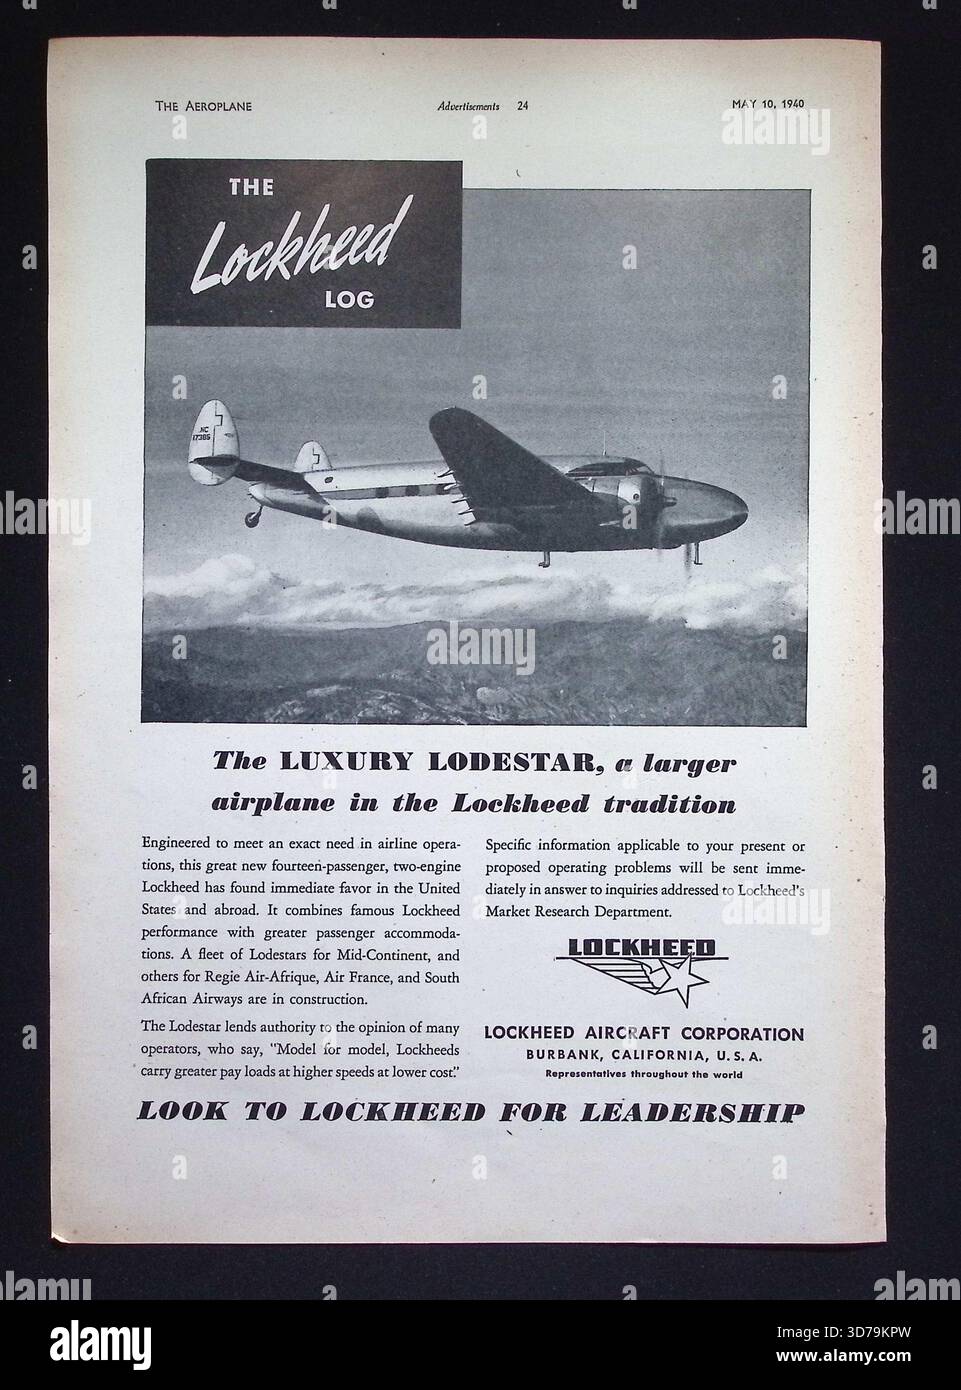 THE AEROPLANE
Advertisements 24
MAY 10, 1940
THE
Lockheed
LOG
NC
17385
The LUXURY LODESTAR, a larger
airplane in the Lockheed tradition
Engineered to meet an exact need in airline opera-
tions, this great new fourteen-passenger, two-engine
Lockheed has found immediate favor in the United
States and abroad. It combines famous Lockheed
performance with greater passenger accommoda-
tions. A fleet of Lodestars for Mid-Continent, and
others for Regie Air-Afrique, Air France, and South
African Airways are in construction.
The Lodestar lends authority to the opinion of many
operators, who say, "Model for model, Lockheeds
carry greater pay loads at higher speeds at lower cost."
Specific information applicable to your present or
proposed operating problems will be sent imme-
diately in answer to inquiries addressed to Lockheed's
Market Research Department.
LOCKHEED
LOCKHEED AIRCRAFT CORPORATION
BURBANK, CALIFORNIA, U. S. A.
Representatives throughout the world
LOOK TO LOCKHEED FOR LEADERSHIP
a alamy
Image ID: 3D79KPW
www.alamy.com